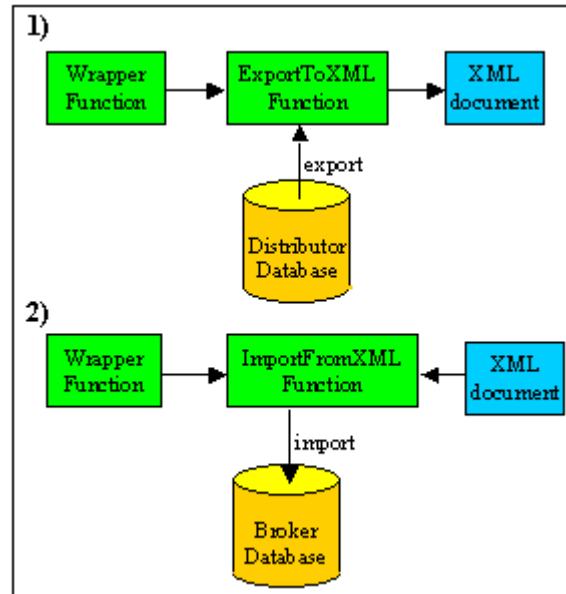 1)
Wrapper
Function
ExportToXML
Function
XML
document
export
Distributor
Database
2)
Wrapper
Function
ImportFromXML
Function
XML
document
import
Broker
Database